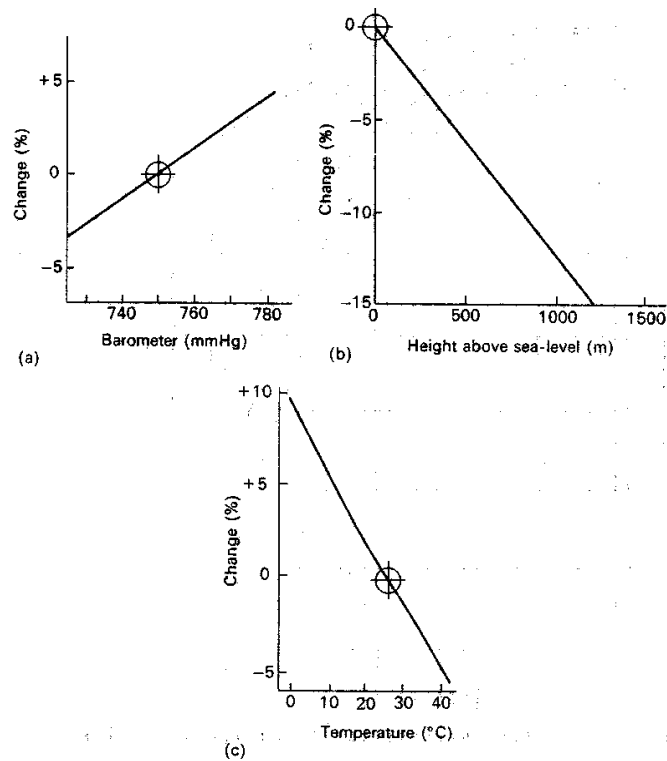 +5
0
−5
Change (%)
740 760 780
Barometer (mmHg)
(a)
0
−5
−10
−15
Change (%)
0 500 1000 1500
Height above sea-level (m)
(b)
+10
+5
0
−5
Change (%)
0 10 20 30 40
Temperature (°C)
(c)